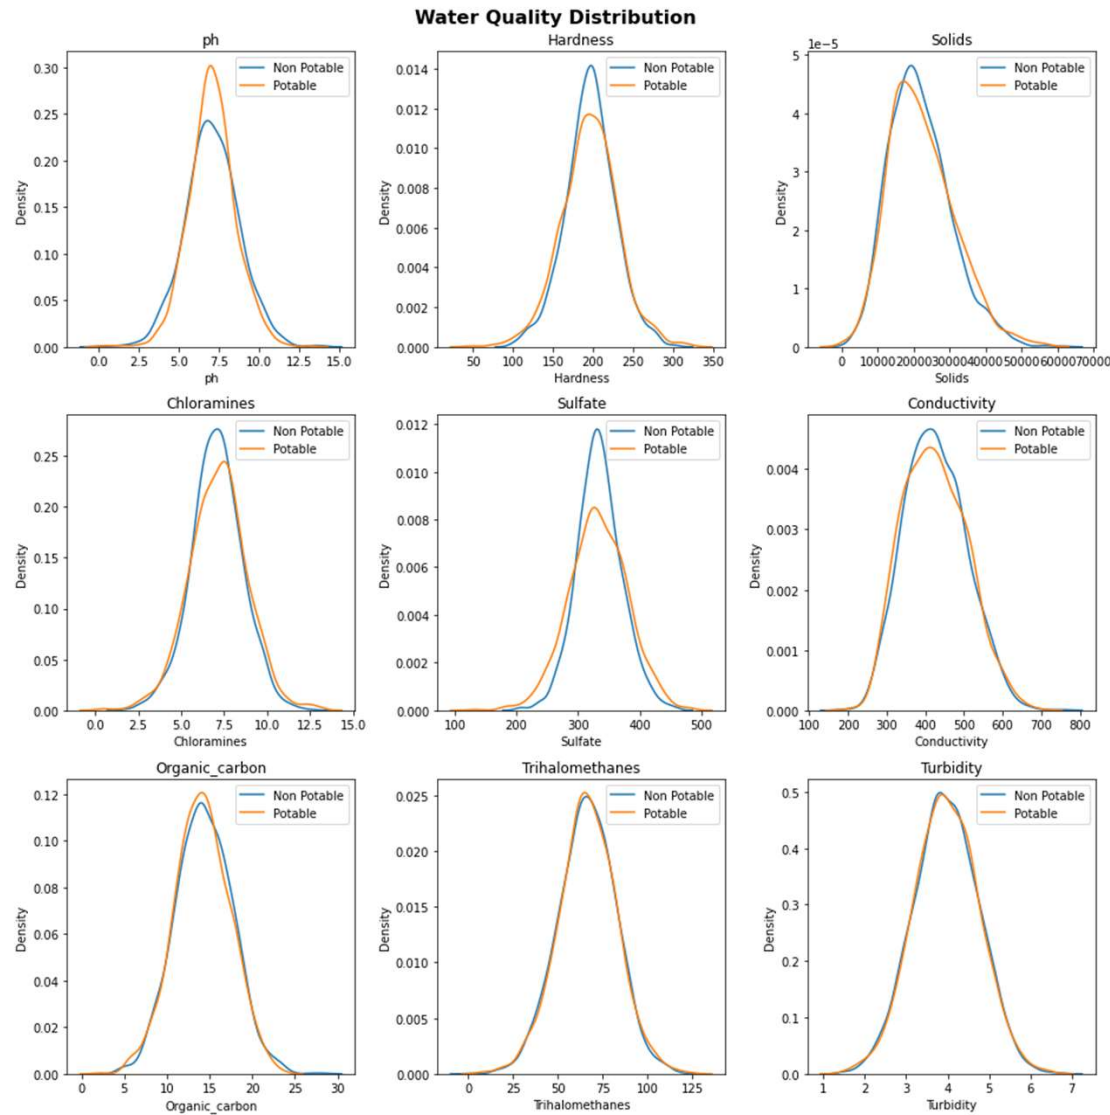 Water Quality Distribution
ph
Non Potable
Potable
0.30
0.25
0.20
0.15
0.10
0.05
0.00
Density
0.0 2.5 5.0 7.5 10.0 12.5 15.0
ph
Hardness
Non Potable
Potable
0.014
0.012
0.010
0.008
0.006
0.004
0.002
0.000
Density
50 100 150 200 250 300 350
Hardness
Solids
1e−5
Non Potable
Potable
5
4
3
2
1
0
Density
0 10000 20000 30000 40000 50000 60000 70000
Solids
Chloramines
Non Potable
Potable
0.25
0.20
0.15
0.10
0.05
0.00
Density
0.0 2.5 5.0 7.5 10.0 12.5 15.0
Chloramines
Sulfate
Non Potable
Potable
0.012
0.010
0.008
0.006
0.004
0.002
0.000
Density
100 200 300 400 500
Sulfate
Conductivity
Non Potable
Potable
0.004
0.003
0.002
0.001
0.000
Density
100 200 300 400 500 600 700 800
Conductivity
Organic_carbon
Non Potable
Potable
0.12
0.10
0.08
0.06
0.04
0.02
0.00
Density
0 5 10 15 20 25 30
Organic_carbon
Trihalomethanes
Non Potable
Potable
0.025
0.020
0.015
0.010
0.005
0.000
Density
0 25 50 75 100 125
Trihalomethanes
Turbidity
Non Potable
Potable
0.5
0.4
0.3
0.2
0.1
0.0
Density
1 2 3 4 5 6 7
Turbidity